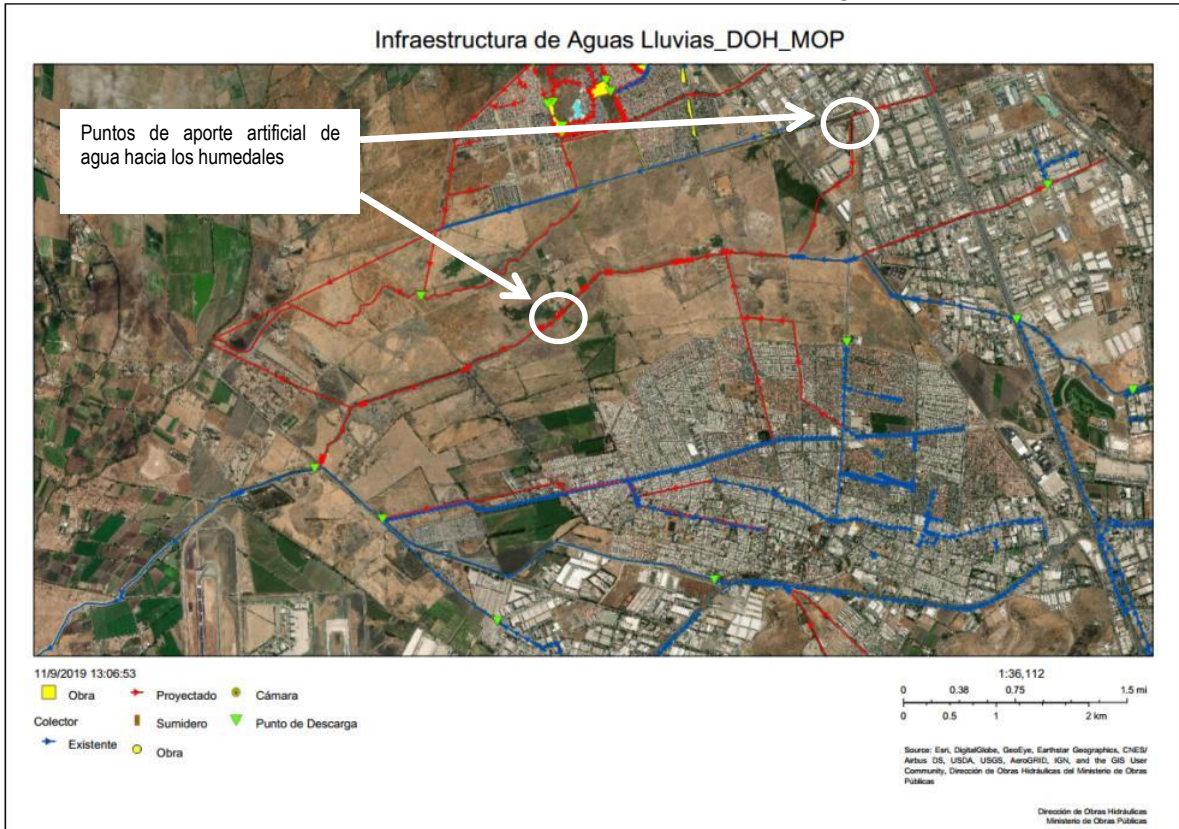 Infraestructura de Aguas Lluvias_DOH_MOP
Puntos de aporte artificial de
agua hacia los humedales
11/9/2019 13:06:53
Obra
Proyectado
Cámara
Colector
Sumidero
Punto de Descarga
Existente
Obra
1:36,112
0 0.38 0.75 1.5 mi
0 0.5 1 2 km
Source: Esri, DigitalGlobe, GeoEye, Earthstar Geographics, CNES/
Airbus DS, USDA, USGS, AeroGRID, IGN, and the GIS User
Community, Dirección de Obras Hidráulicas del Ministerio de Obras
Públicas
Dirección de Obras Hidráulicas
Ministerio de Obras Públicas